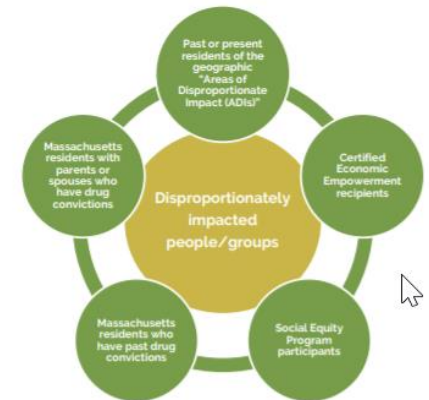 Past or present
residents of the
geographic
"Areas of
Disproportionate
Impact (ADIs)"
Massachusetts
residents with
parents or
spouses who
have drug
convictions
Certified
Economic
Empowerment
recipients
Disproportionately
impacted
people/groups
Massachusetts
residents who
have past drug
convictions
Social Equity
Program
participants